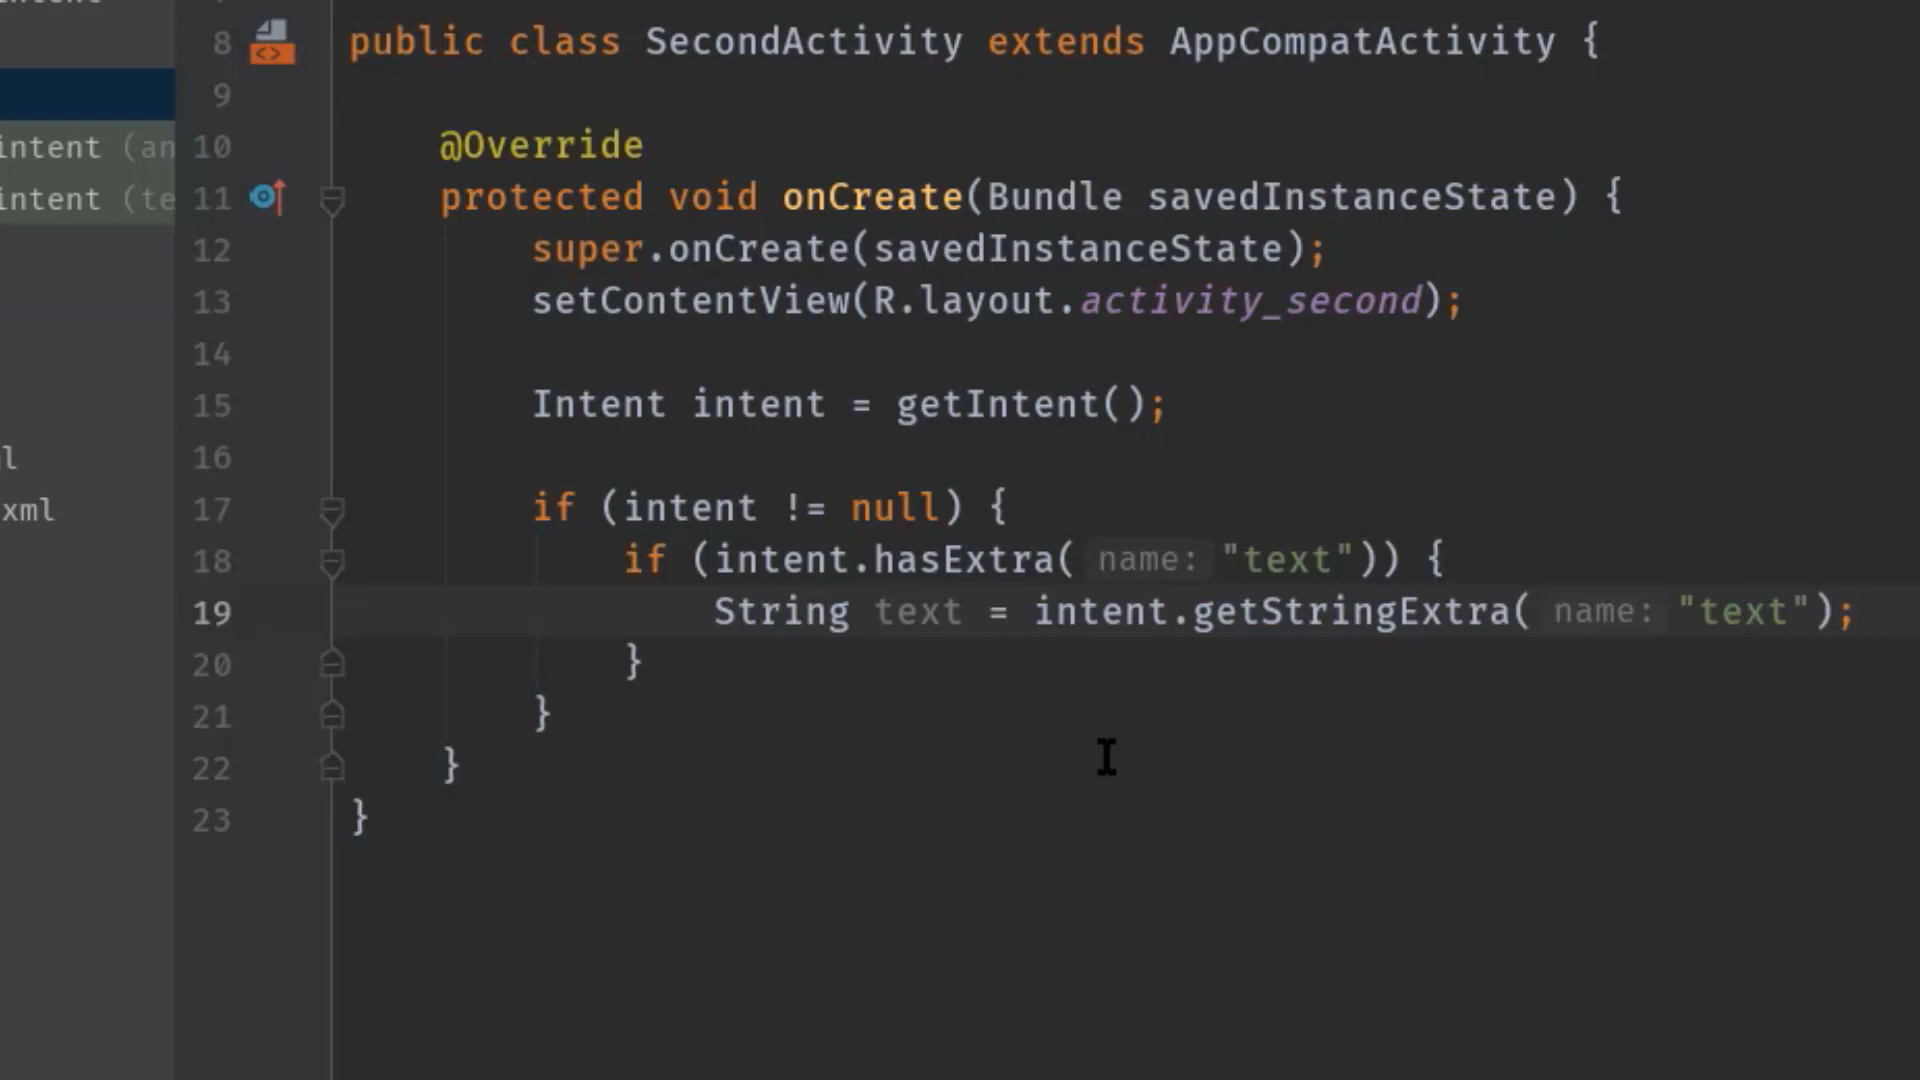 8 public class SecondActivity extends AppCompatActivity {
9
intent (an 10 @Override
intent (te 11 protected void onCreate(Bundle savedInstanceState) {
12 super.onCreate(savedInstanceState);
13 setContentView(R.layout.activity_second);
14
15 Intent intent = getIntent();
l 16
xml 17 if (intent != null) {
18 if (intent.hasExtra( name: "text")) {
19 String text = intent.getStringExtra( name: "text");
20 }
21 }
22 }
23 }